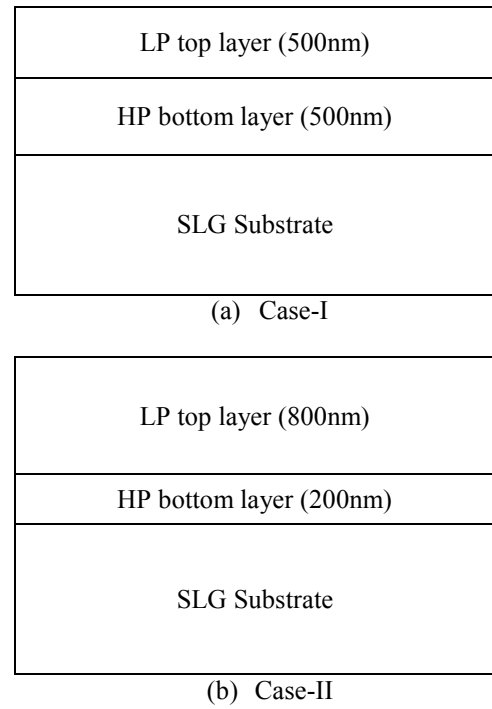 LP top layer (500nm)
HP bottom layer (500nm)
SLG Substrate
(a) Case-I
LP top layer (800nm)
HP bottom layer (200nm)
SLG Substrate
(b) Case-II